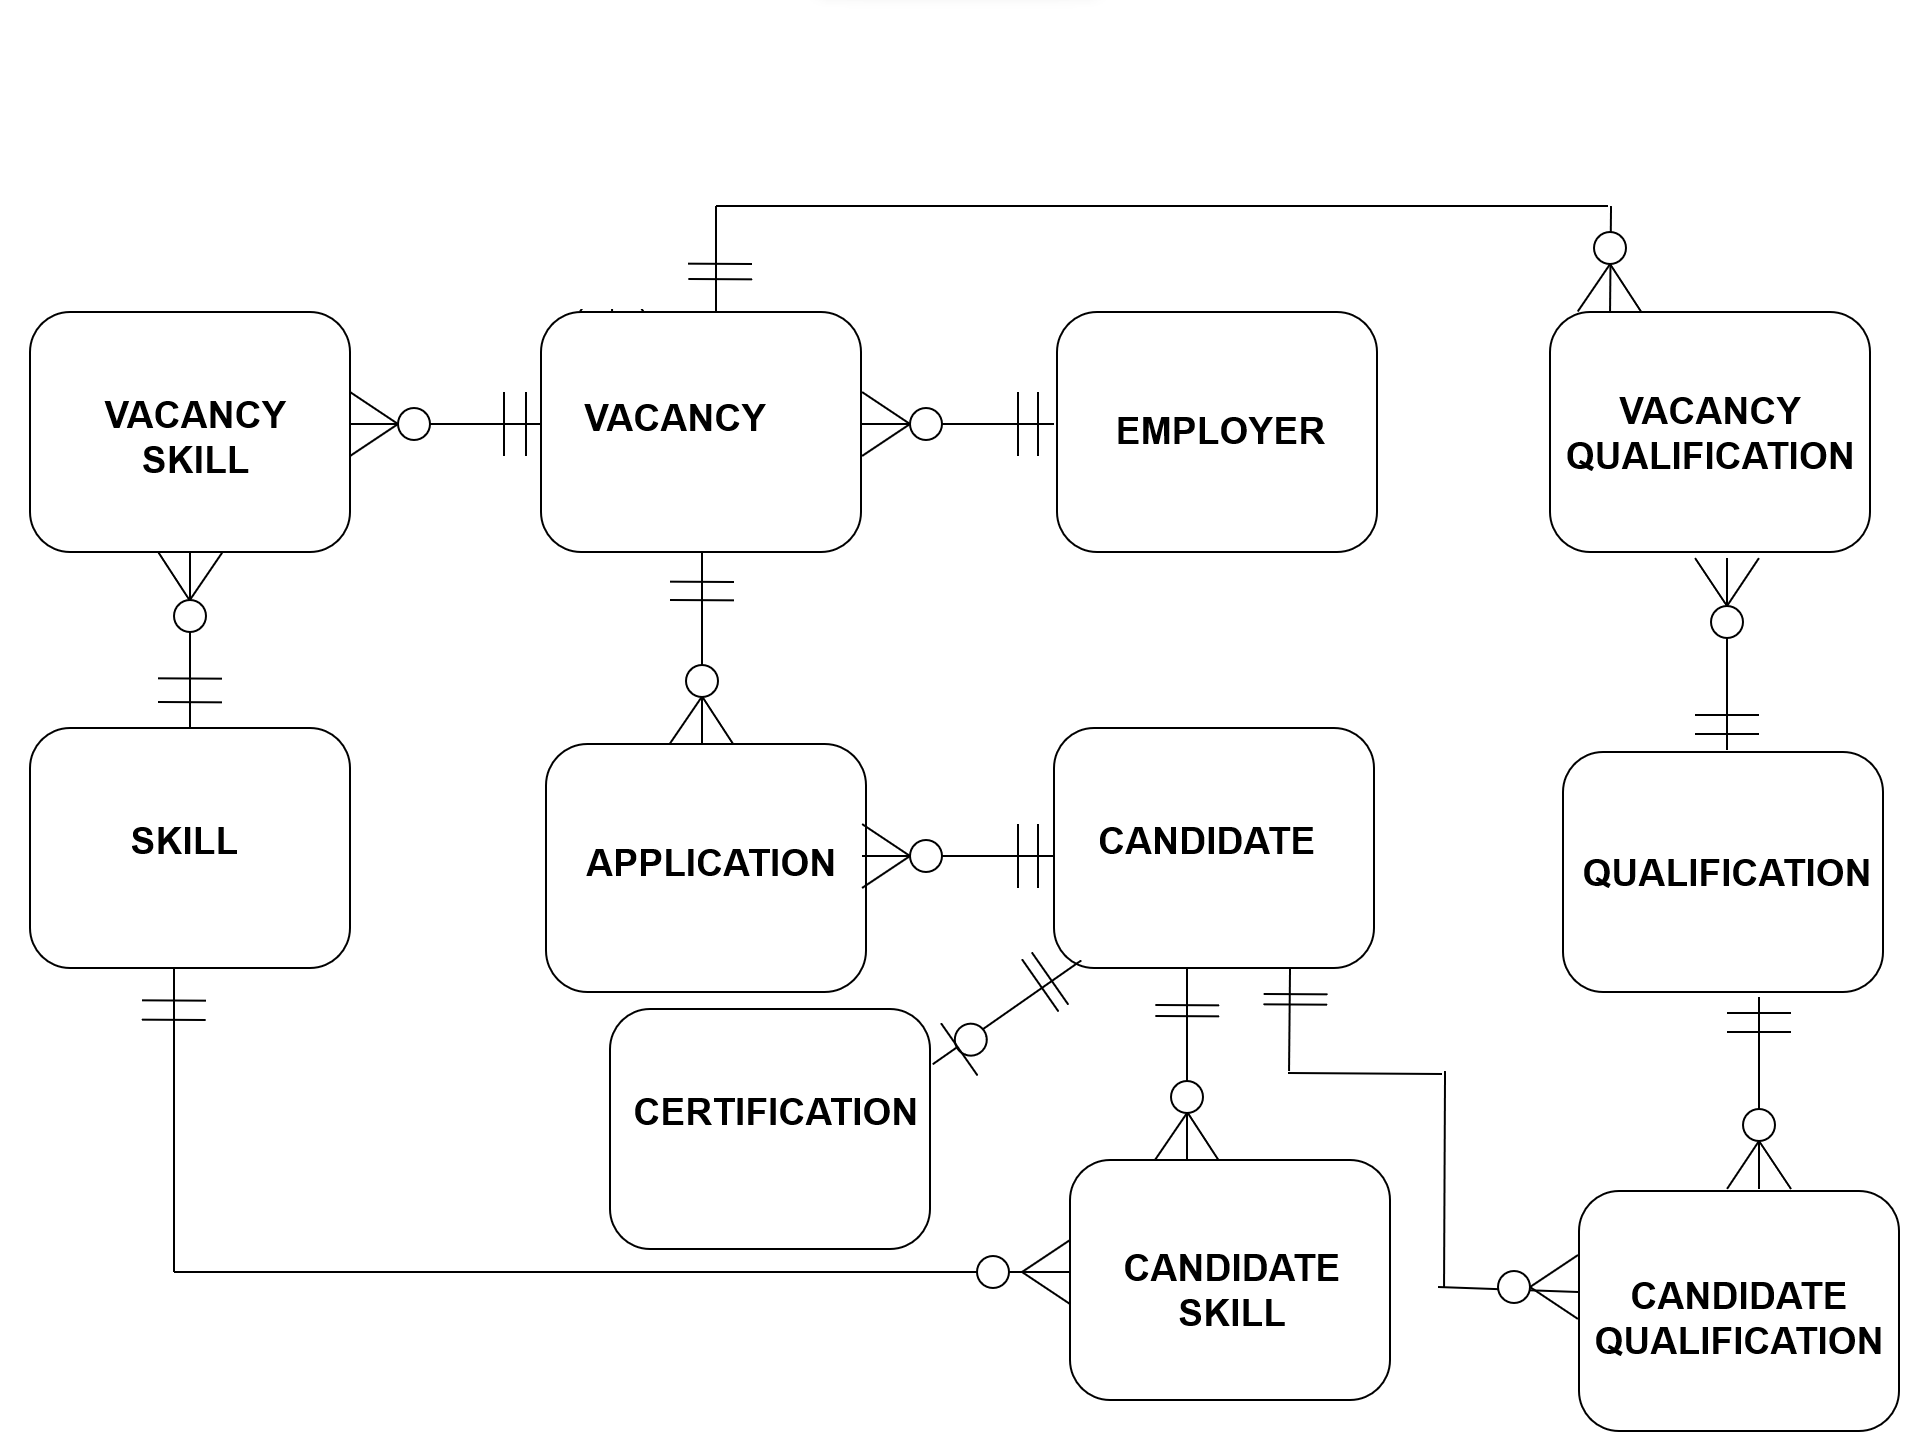 VACANCY
SKILL
VACANCY
EMPLOYER
VACANCY
QUALIFICATION
SKILL
APPLICATION
CANDIDATE
QUALIFICATION
CERTIFICATION
CANDIDATE
SKILL
CANDIDATE
QUALIFICATION